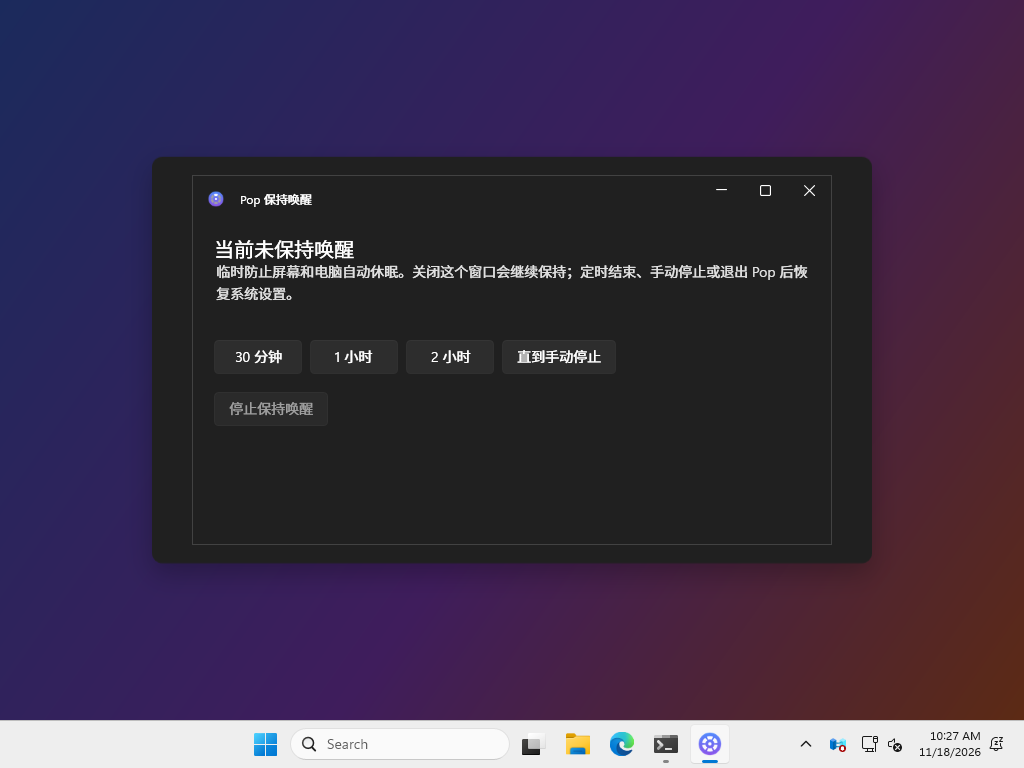 Pop 保持唤醒
当前未保持唤醒
临时防止屏幕和电脑自动休眠。关闭这个窗口会继续保持；定时结束、手动停止或退出 Pop 后恢
复系统设置。
30 分钟
1 小时
2 小时
直到手动停止
停止保持唤醒
Search
10:27 AM
11/18/2026